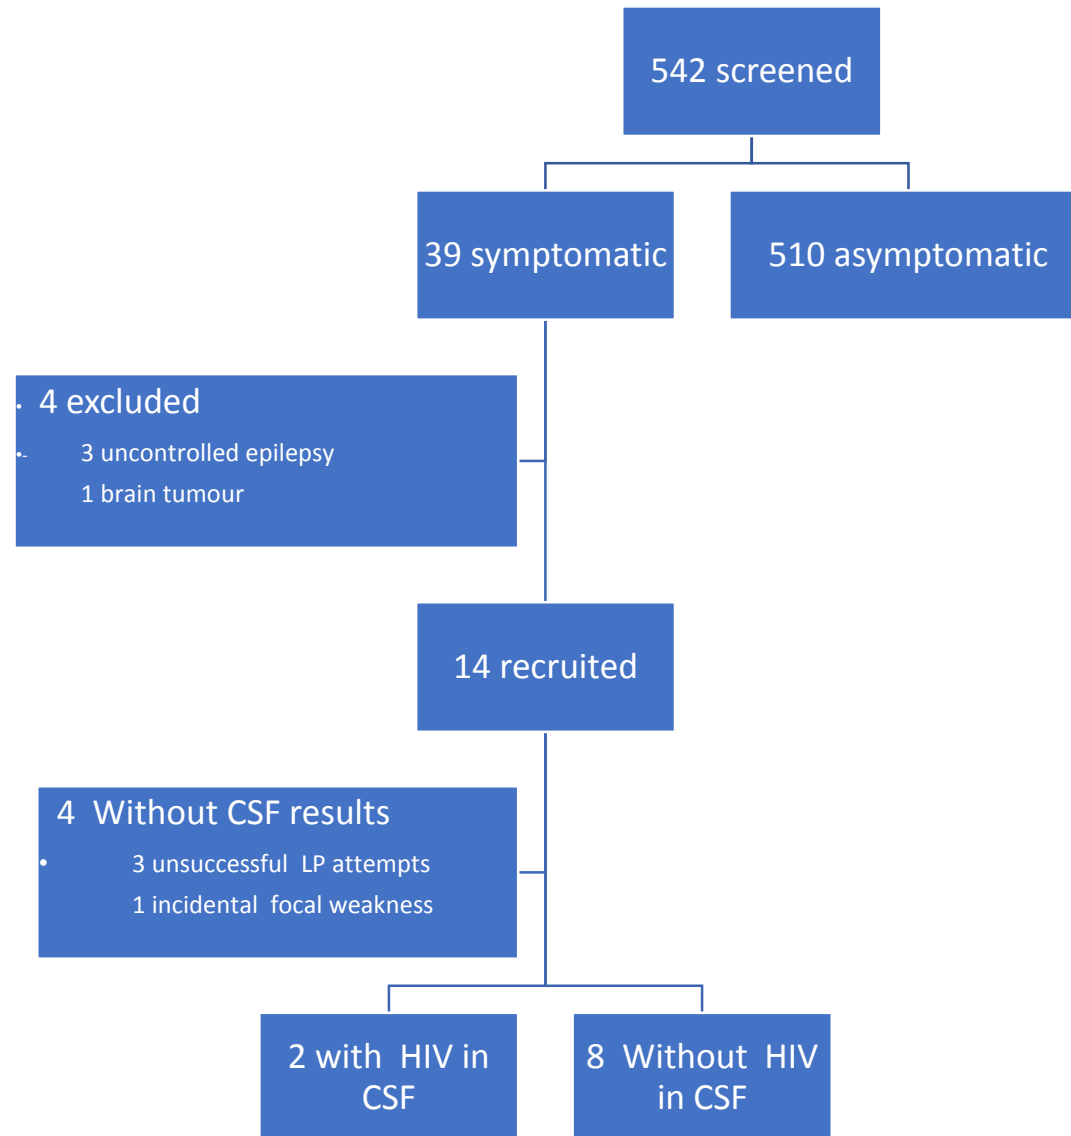 542 screened
39 symptomatic
510 asymptomatic
• 4 excluded
•- 3 uncontrolled epilepsy
1 brain tumour
14 recruited
4 Without CSF results
• 3 unsuccessful LP attempts
1 incidental focal weakness
2 with HIV in
CSF
8 Without HIV
in CSF